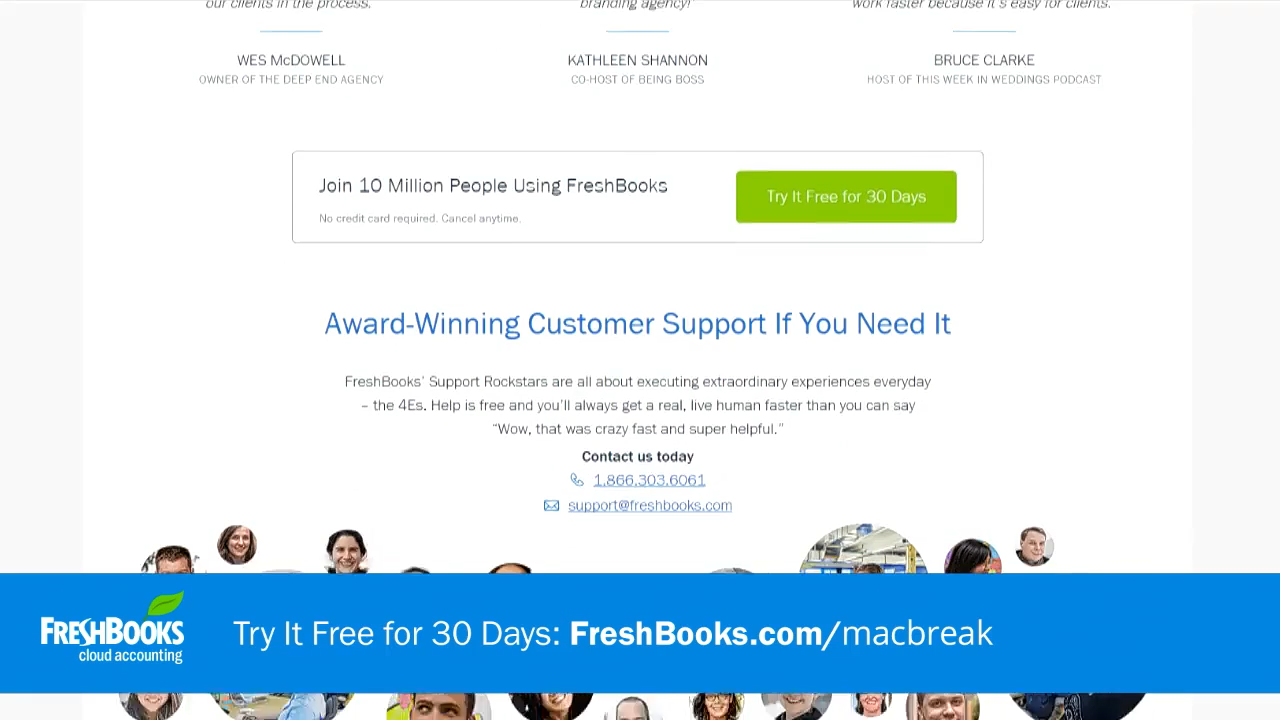 our clients in the process.
branding agency!"
work faster because it's easy for clients.
WES McDOWELL
KATHLEEN SHANNON
BRUCE CLARKE
OWNER OF THE DEEP END AGENCY
CO-HOST OF BEING BOSS
HOST OF THIS WEEK IN WEDDINGS PODCAST
Join 10 Million People Using FreshBooks
No credit card required. Cancel anytime.
Try It Free for 30 Days
Award-Winning Customer Support If You Need It
FreshBooks' Support Rockstars are all about executing extraordinary experiences everyday
– the 4Es. Help is free and you'll always get a real, live human faster than you can say
"Wow, that was crazy fast and super helpful."
Contact us today
1.866.303.6061
support@freshbooks.com
FRESHBOOKS
cloud accounting
Try It Free for 30 Days: FreshBooks.com/macbreak